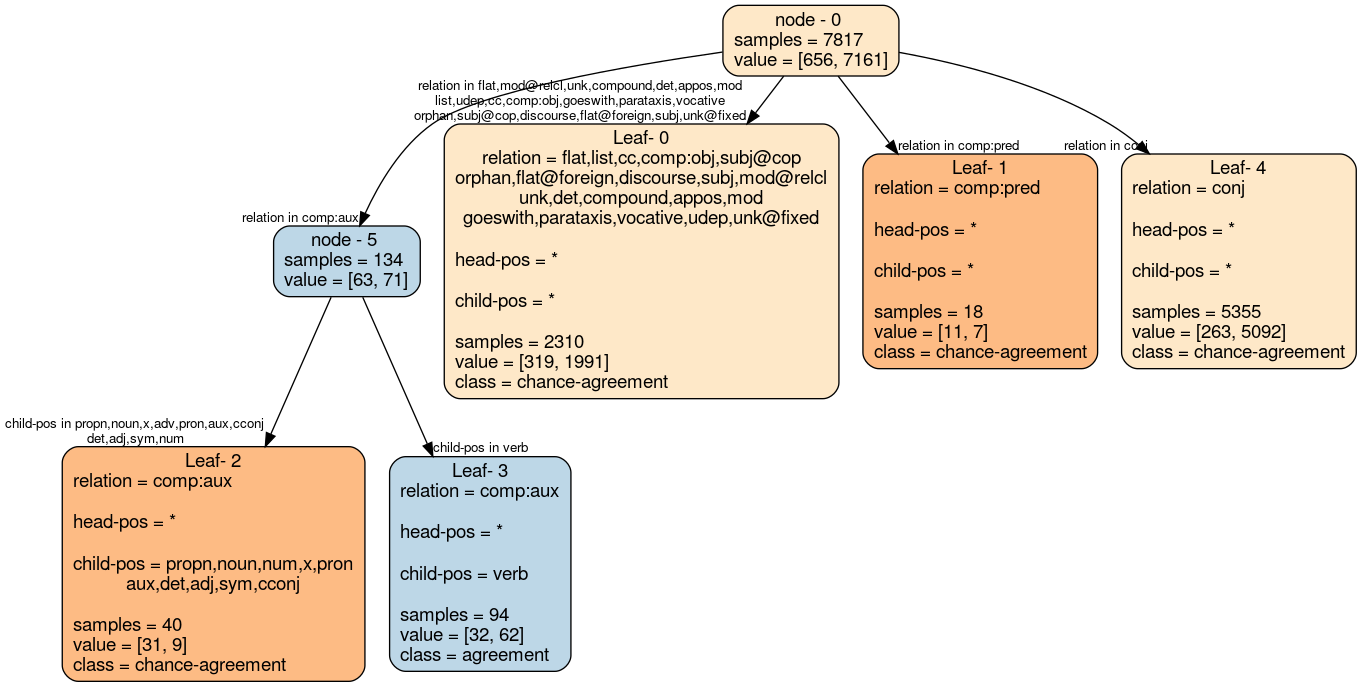 node - 0
samples = 7817
value = [656, 7161]
relation in flat,mod@relcl,unk,compound,det,appos,mod
list,udep,cc,comp:obj,goeswith,parataxis,vocative
orphan,subj@cop,discourse,flat@foreign,subj,unk@fixed
Leaf- 0
relation = flat,list,cc,comp:obj,subj@cop
orphan,flat@foreign,discourse,subj,mod@relcl
unk,det,compound,appos,mod
goeswith,parataxis,vocative,udep,unk@fixed
head-pos = *
child-pos = *
samples = 2310
value = [319, 1991]
class = chance-agreement
relation in comp:pred
Leaf- 1
relation = comp:pred
head-pos = *
child-pos = *
samples = 18
value = [11, 7]
class = chance-agreement
relation in conj
Leaf- 4
relation = conj
head-pos = *
child-pos = *
samples = 5355
value = [263, 5092]
class = chance-agreement
relation in comp:aux
node - 5
samples = 134
value = [63, 71]
child-pos in propn,noun,x,adv,pron,aux,cconj
det,adj,sym,num
Leaf- 2
relation = comp:aux
head-pos = *
child-pos = propn,noun,num,x,pron
aux,det,adj,sym,cconj
samples = 40
value = [31, 9]
class = chance-agreement
child-pos in verb
Leaf- 3
relation = comp:aux
head-pos = *
child-pos = verb
samples = 94
value = [32, 62]
class = agreement